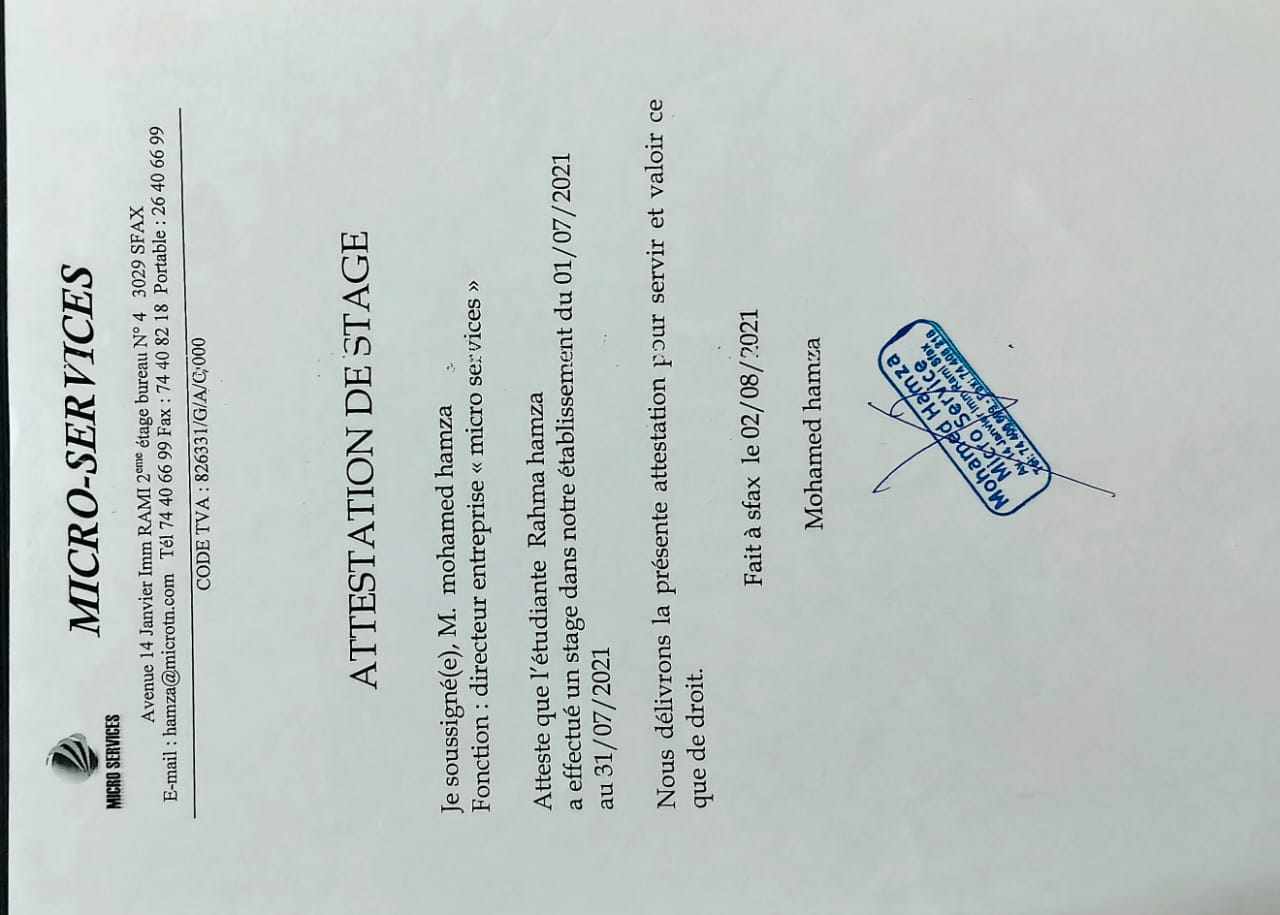 MICRO SERVICES
MICRO-SERVICES
Avenue 14 Janvier Imm RAMI 2eme étage bureau N° 4 3029 SFAX
E-mail : hamza@microtn.com Tél 74 40 66 99 Fax : 74 40 82 18 Portable : 26 40 66 99
CODE TVA : 826331/G/A/C/000
ATTESTATION DE STAGE
Je soussigné(e), M. mohamed hamza
Fonction : directeur entreprise « micro services »
Atteste que l'étudiante Rahma hamza
a effectué un stage dans notre établissement du 01/07/2021
au 31/07/2021
Nous délivrons la présente attestation pour servir et valoir ce
que de droit.
Fait à sfax le 02/08/2021
Mohamed hamza
Mohamed Hamza
Micro Service
Av. 14 Janvier Imm Rami Sfax
Tél: 74 406 699 - Fax: 74 408 218